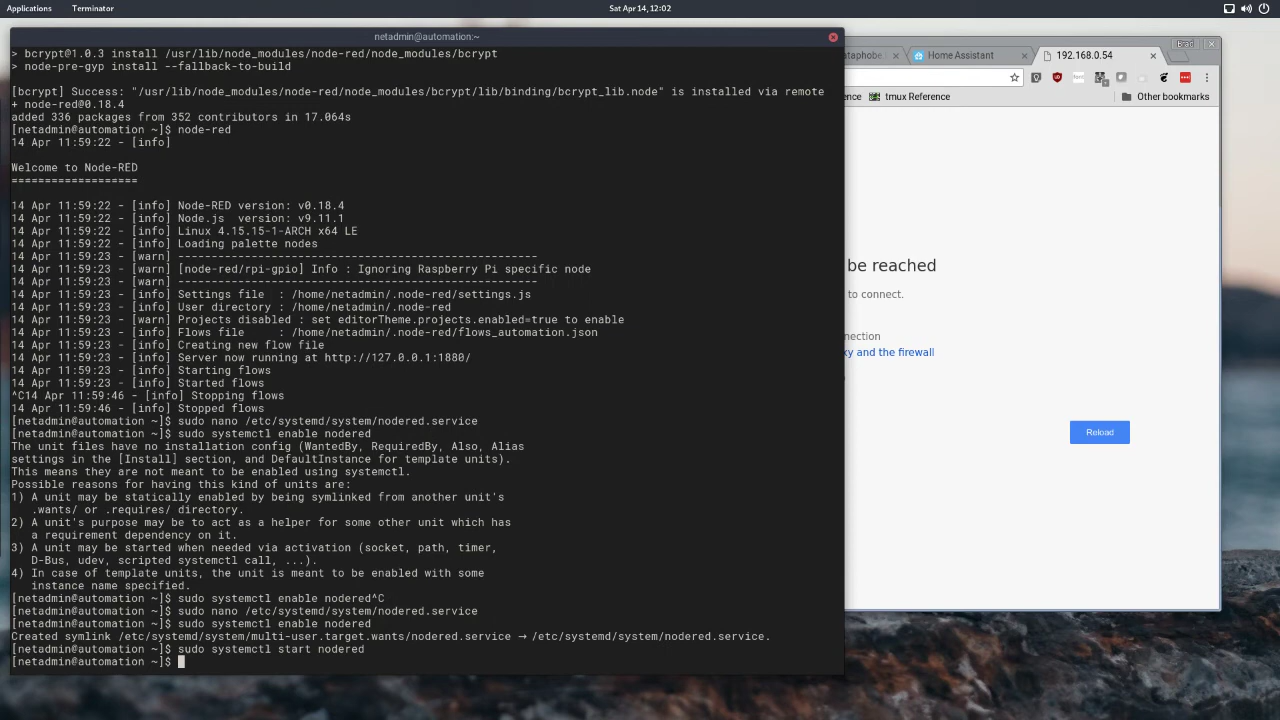 Applications
Terminator
Sat Apr 14, 12:02
netadmin@automation:~
> bcrypt@1.0.3 install /usr/lib/node_modules/node-red/node_modules/bcrypt
> node-pre-gyp install --fallback-to-build
[bcrypt] Success: "/usr/lib/node_modules/node-red/node_modules/bcrypt/lib/binding/bcrypt_lib.node" is installed via remote
+ node-red@0.18.4
added 336 packages from 352 contributors in 17.064s
[netadmin@automation ~]$ node-red
14 Apr 11:59:22 - [info]
Welcome to Node-RED
===================
14 Apr 11:59:22 - [info] Node-RED version: v0.18.4
14 Apr 11:59:22 - [info] Node.js  version: v9.11.1
14 Apr 11:59:22 - [info] Linux 4.15.15-1-ARCH x64 LE
14 Apr 11:59:22 - [info] Loading palette nodes
14 Apr 11:59:23 - [warn] ------------------------------------------------------
14 Apr 11:59:23 - [warn] [node-red/rpi-gpio] Info : Ignoring Raspberry Pi specific node
14 Apr 11:59:23 - [warn] ------------------------------------------------------
14 Apr 11:59:23 - [info] Settings file  : /home/netadmin/.node-red/settings.js
14 Apr 11:59:23 - [info] User directory : /home/netadmin/.node-red
14 Apr 11:59:23 - [warn] Projects disabled : set editorTheme.projects.enabled=true to enable
14 Apr 11:59:23 - [info] Flows file     : /home/netadmin/.node-red/flows_automation.json
14 Apr 11:59:23 - [info] Creating new flow file
14 Apr 11:59:23 - [info] Server now running at http://127.0.0.1:1880/
14 Apr 11:59:23 - [info] Starting flows
14 Apr 11:59:23 - [info] Started flows
^C14 Apr 11:59:46 - [info] Stopping flows
14 Apr 11:59:46 - [info] Stopped flows
[netadmin@automation ~]$ sudo nano /etc/systemd/system/nodered.service
[netadmin@automation ~]$ sudo systemctl enable nodered
The unit files have no installation config (WantedBy, RequiredBy, Also, Alias
settings in the [Install] section, and DefaultInstance for template units).
This means they are not meant to be enabled using systemctl.
Possible reasons for having this kind of units are:
1) A unit may be statically enabled by being symlinked from another unit's
.wants/ or .requires/ directory.
2) A unit's purpose may be to act as a helper for some other unit which has
a requirement dependency on it.
3) A unit may be started when needed via activation (socket, path, timer,
D-Bus, udev, scripted systemctl call, ...).
4) In case of template units, the unit is meant to be enabled with some
instance name specified.
[netadmin@automation ~]$ sudo systemctl enable nodered^C
[netadmin@automation ~]$ sudo nano /etc/systemd/system/nodered.service
[netadmin@automation ~]$ sudo systemctl enable nodered
Created symlink /etc/systemd/system/multi-user.target.wants/nodered.service → /etc/systemd/system/nodered.service.
[netadmin@automation ~]$ sudo systemctl start nodered
[netadmin@automation ~]$
Brad
ataphobe
Home Assistant
192.168.0.54
ence
tmux Reference
Other bookmarks
be reached
to connect.
nection
xy and the firewall
Reload